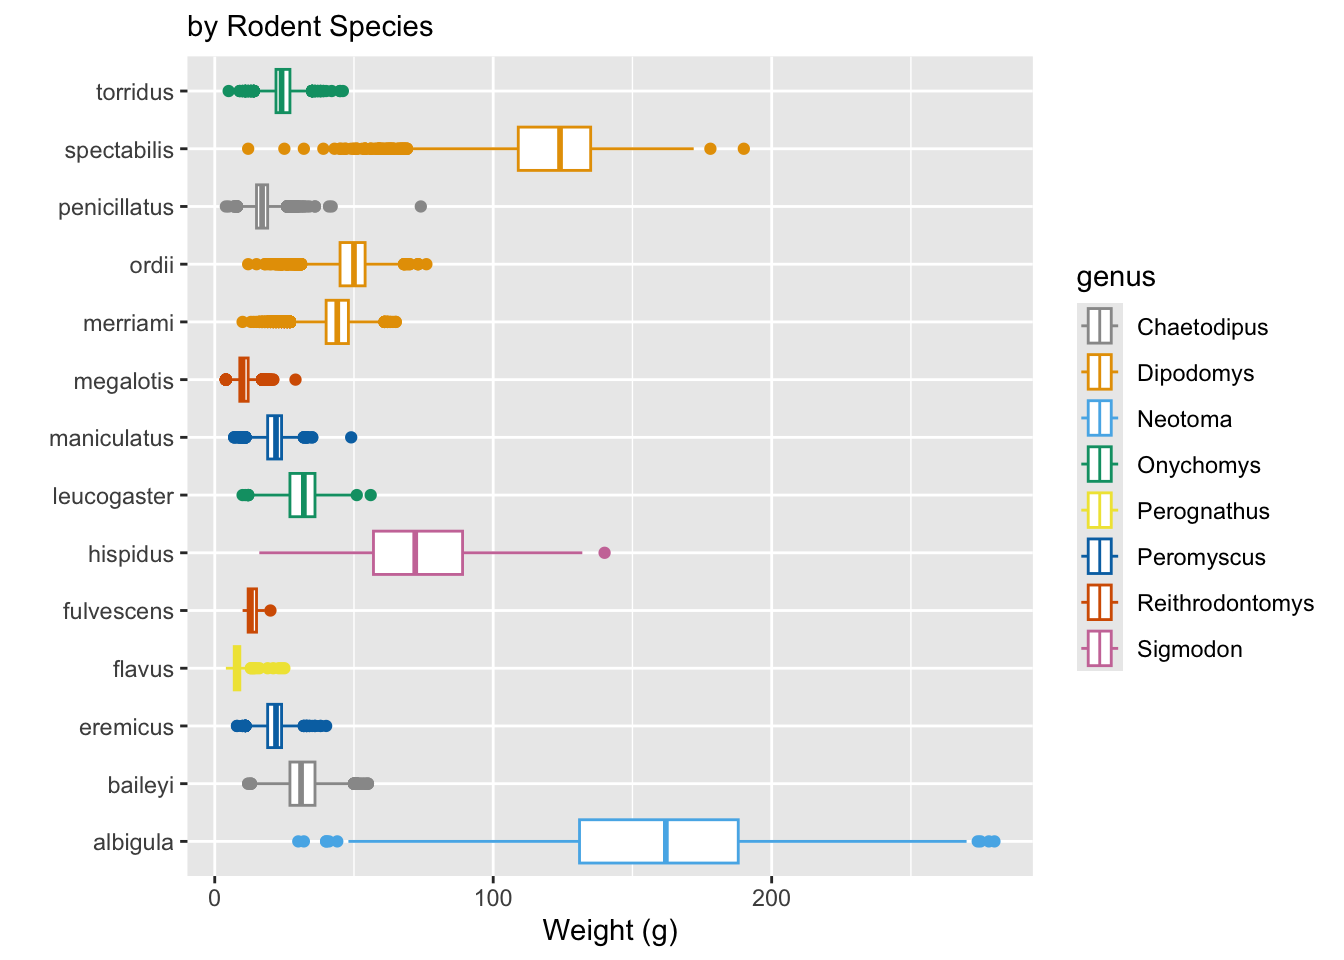 by Rodent Species
torridus
spectabilis
penicillatus
ordii
merriami
megalotis
maniculatus
leucogaster
hispidus
fulvescens
flavus
eremicus
baileyi
albigula
0 100 200
Weight (g)
genus
Chaetodipus
Dipodomys
Neotoma
Onychomys
Perognathus
Peromyscus
Reithrodontomys
Sigmodon